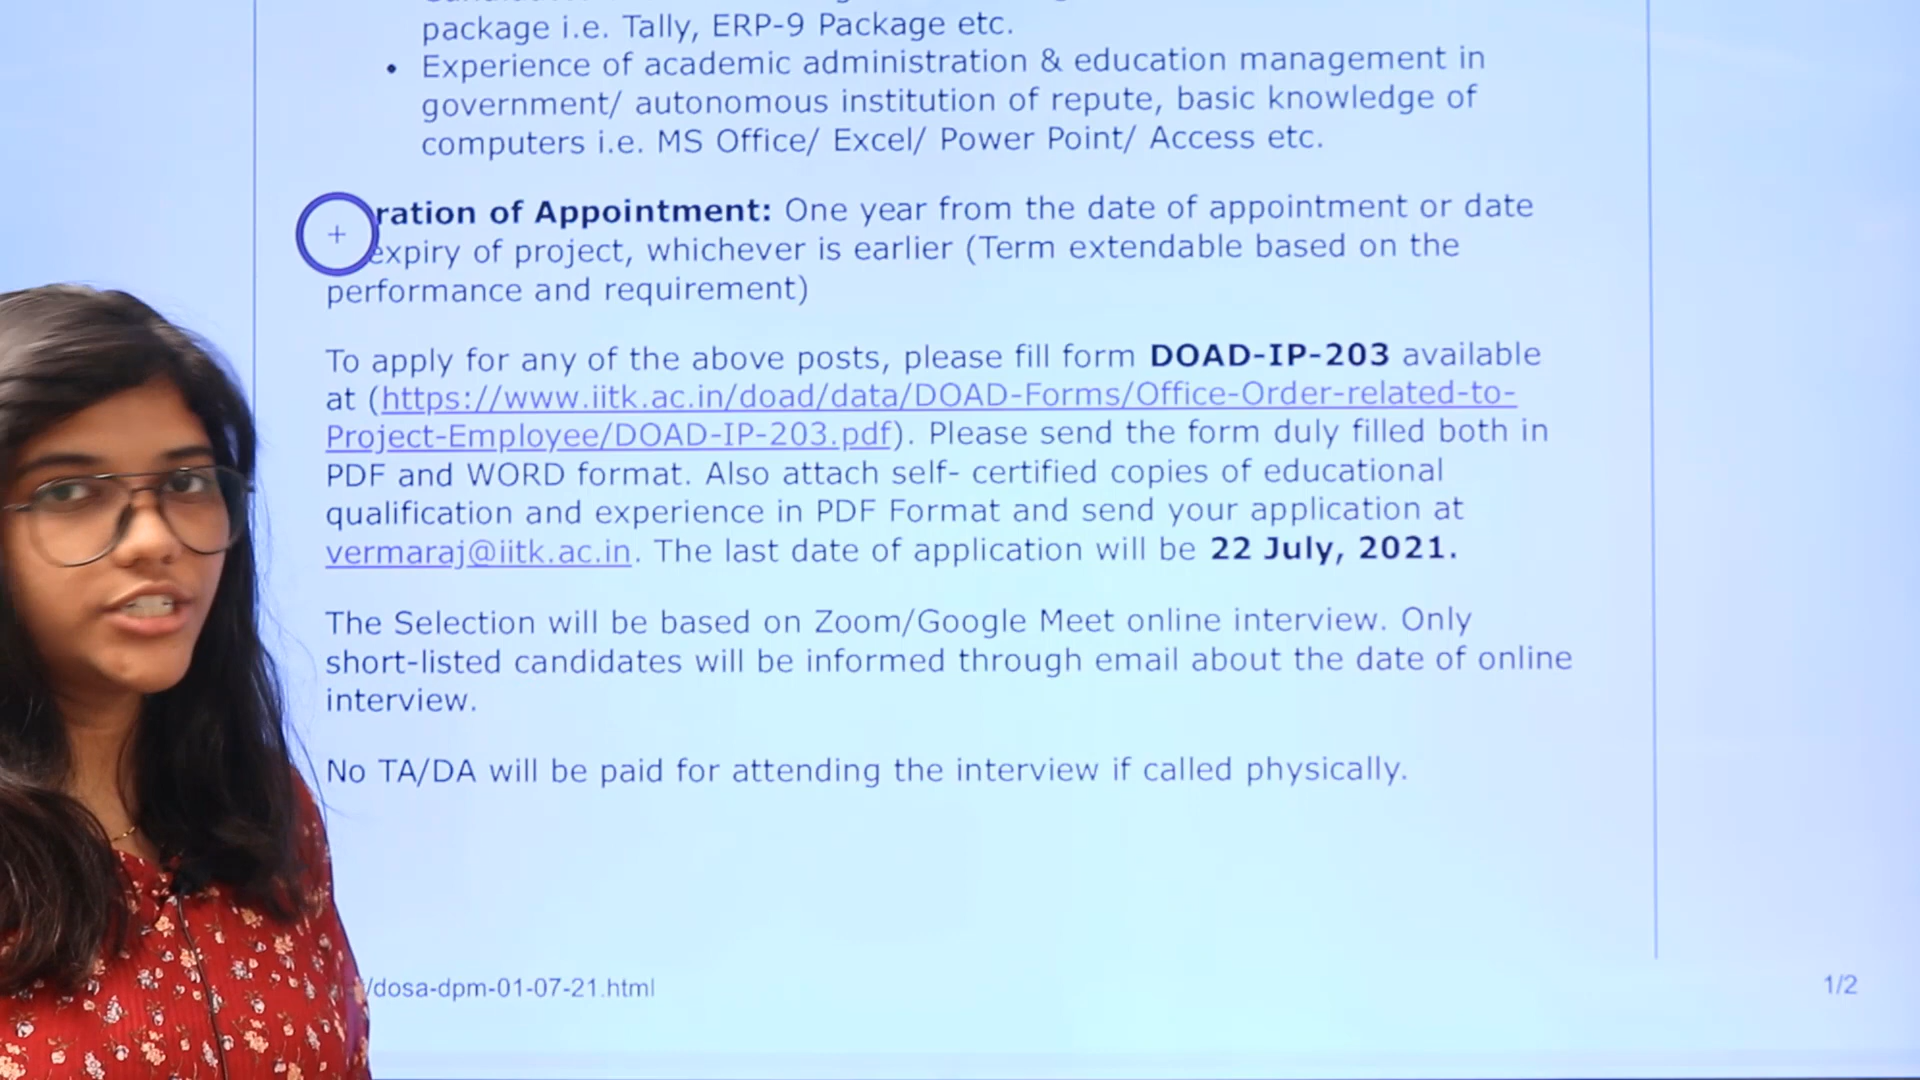 package i.e. Tally, ERP-9 Package etc.
• Experience of academic administration & education management in
government/ autonomous institution of repute, basic knowledge of
computers i.e. MS Office/ Excel/ Power Point/ Access etc.
ration of Appointment: One year from the date of appointment or date
expiry of project, whichever is earlier (Term extendable based on the
performance and requirement)
To apply for any of the above posts, please fill form DOAD-IP-203 available
at (https://www.iitk.ac.in/doad/data/DOAD-Forms/Office-Order-related-to-
Project-Employee/DOAD-IP-203.pdf). Please send the form duly filled both in
PDF and WORD format. Also attach self- certified copies of educational
qualification and experience in PDF Format and send your application at
vermaraj@iitk.ac.in. The last date of application will be 22 July, 2021.
The Selection will be based on Zoom/Google Meet online interview. Only
short-listed candidates will be informed through email about the date of online
interview.
No TA/DA will be paid for attending the interview if called physically.
/dosa-dpm-01-07-21.html
1/2